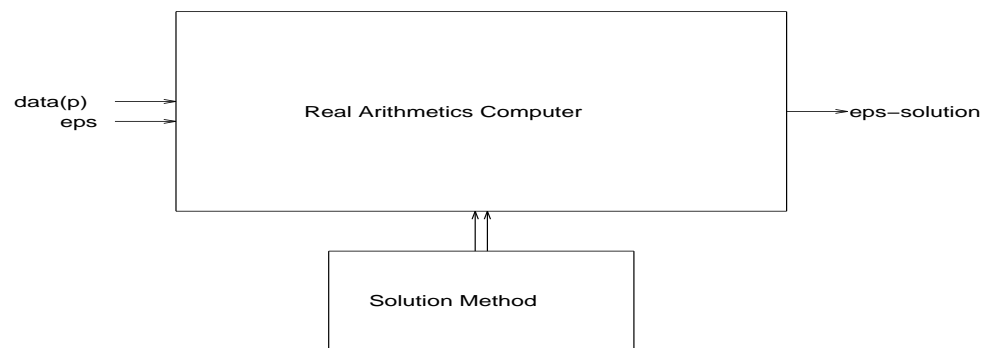 data(p)
eps
Real Arithmetics Computer
eps-solution
Solution Method